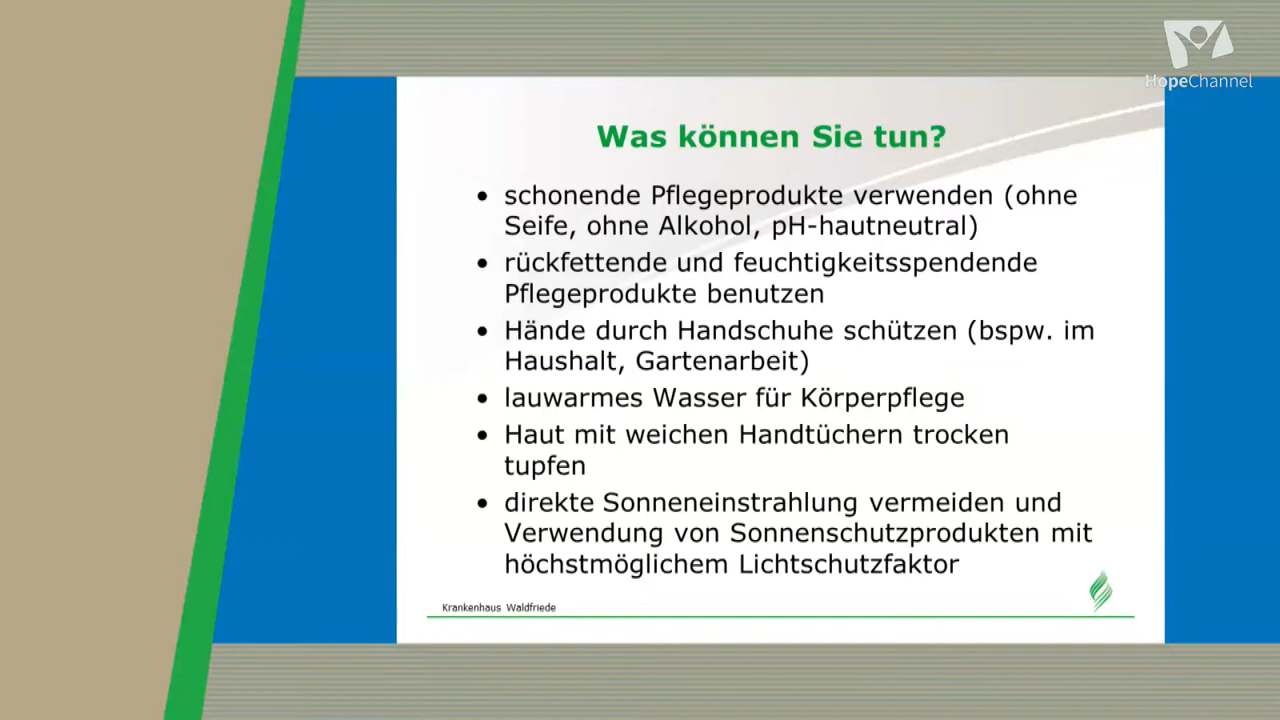 HopeChannel
Was können Sie tun?
• schonende Pflegeprodukte verwenden (ohne
Seife, ohne Alkohol, pH-hautneutral)
• rückfettende und feuchtigkeitsspendende
Pflegeprodukte benutzen
• Hände durch Handschuhe schützen (bspw. im
Haushalt, Gartenarbeit)
• lauwarmes Wasser für Körperpflege
• Haut mit weichen Handtüchern trocken
tupfen
• direkte Sonneneinstrahlung vermeiden und
Verwendung von Sonnenschutzprodukten mit
höchstmöglichem Lichtschutzfaktor
Krankenhaus Waldfriede